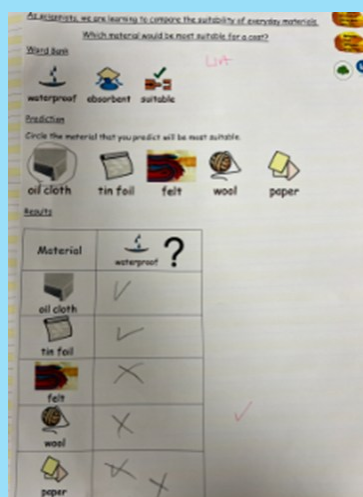 As scientists, we are learning to compare the suitability of everyday materials.
Which material would be most suitable for a coat?
Word Bank
waterproof absorbent suitable
Prediction
Circle the material that you predict will be most suitable.
oil cloth tin foil felt wool paper
Results
Material waterproof ?
oil cloth
tin foil
felt
wool
paper